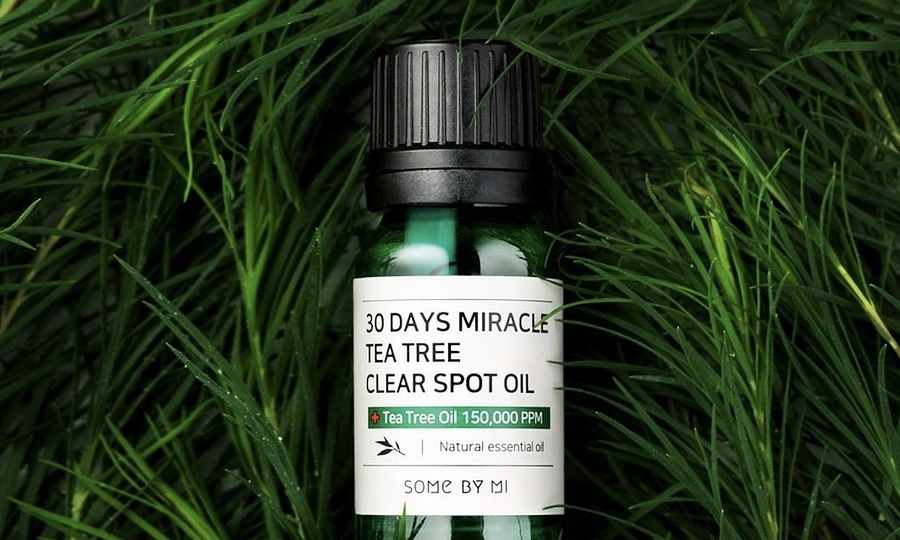 30 DAYS MIRACLE
TEA TREE
CLEAR SPOT OIL
Tea Tree Oil 150,000 PPM
Natural essential oil
SOME BY MI